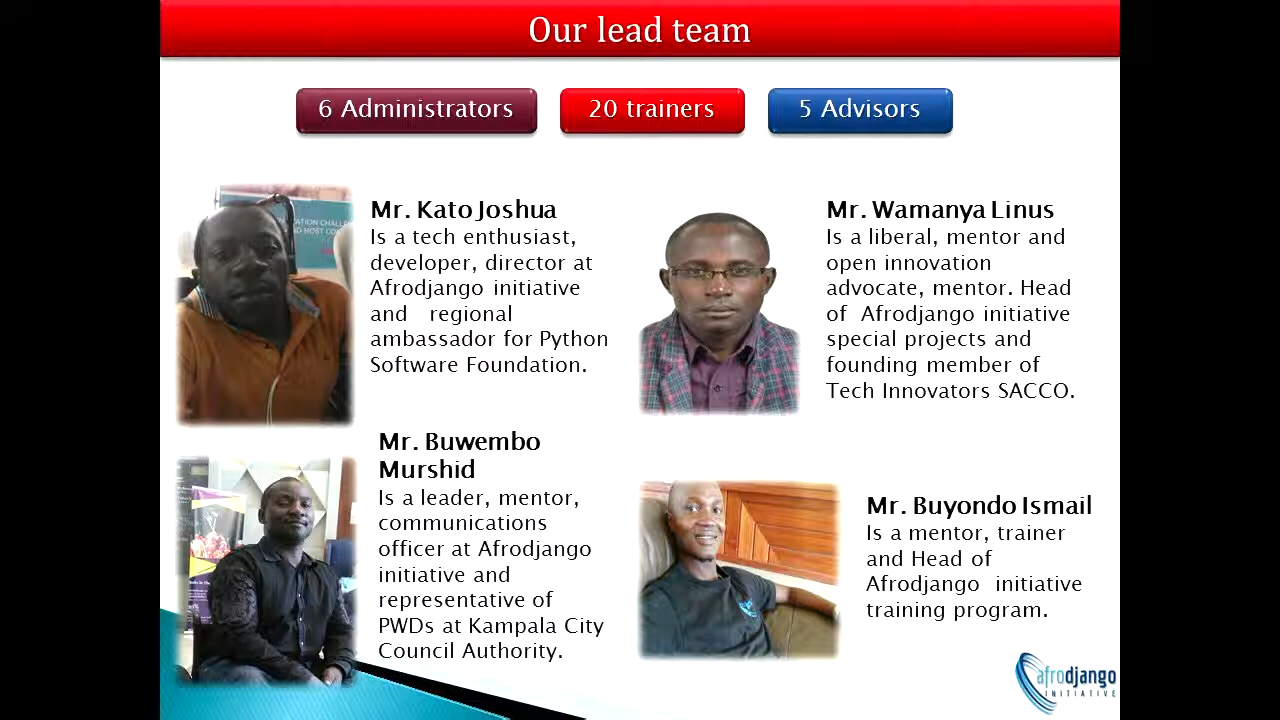 Our lead team
6 Administrators
20 trainers
5 Advisors
Mr. Kato Joshua
Is a tech enthusiast,
developer, director at
Afrodjango initiative
and regional
ambassador for Python
Software Foundation.
Mr. Wamanya Linus
Is a liberal, mentor and
open innovation
advocate, mentor. Head
of Afrodjango initiative
special projects and
founding member of
Tech Innovators SACCO.
Mr. Buwembo
Murshid
Is a leader, mentor,
communications
officer at Afrodjango
initiative and
representative of
PWDs at Kampala City
Council Authority.
Mr. Buyondo Ismail
Is a mentor, trainer
and Head of
Afrodjango initiative
training program.
afrodjango
INITIATIVE